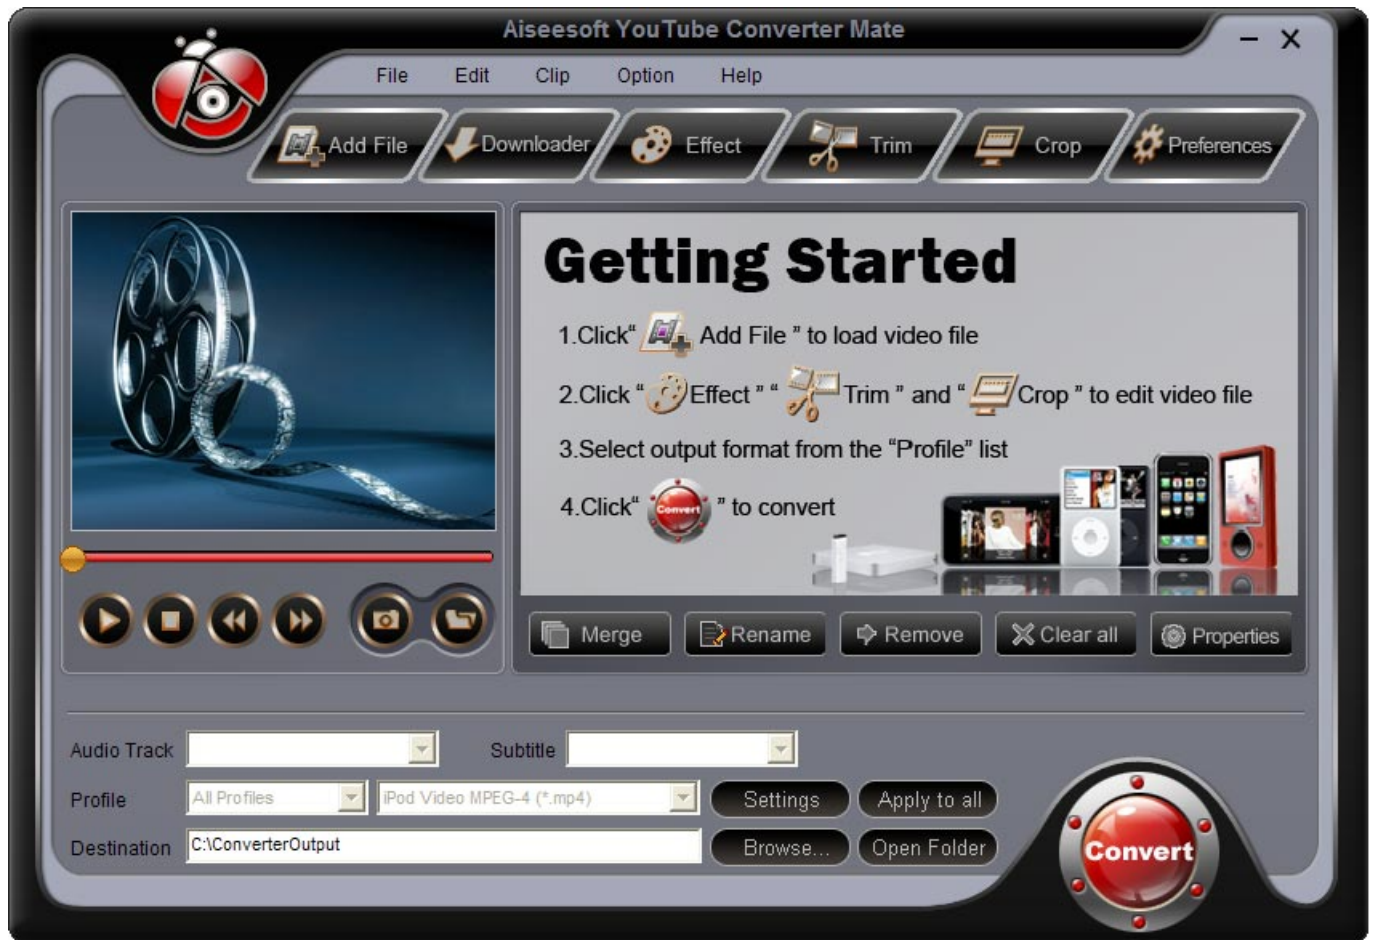 Aiseesoft YouTube Converter Mate
File Edit Clip Option Help
Add File Downloader Effect Trim Crop Preferences
Getting Started
1.Click“ Add File ” to load video file
2.Click “ Effect ” “ Trim ” and “ Crop ” to edit video file
3.Select output format from the “Profile” list
4.Click“ Convert ” to convert
Merge Rename Remove Clear all Properties
Audio Track Subtitle
Profile All Profiles iPod Video MPEG-4 (*.mp4) Settings Apply to all
Destination C:\ConverterOutput Browse... Open Folder
Convert